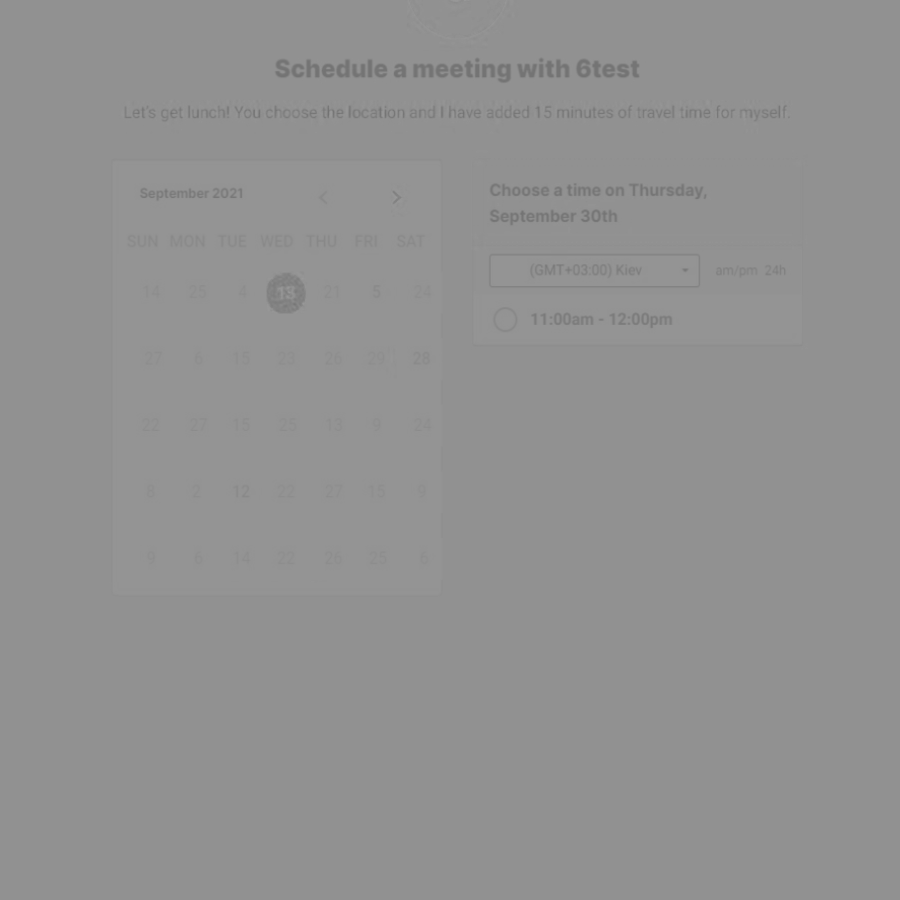 Schedule a meeting with 6test
Let's get lunch! You choose the location and I have added 15 minutes of travel time for myself.
September 2021
SUN MON TUE WED THU FRI SAT
14 25 4 13 21 5 24
27 6 15 23 26 29 28
22 27 15 25 13 9 24
8 2 12 22 27 15 9
9 6 14 22 26 25 6
Choose a time on Thursday,
September 30th
(GMT+03:00) Kiev am/pm 24h
11:00am - 12:00pm